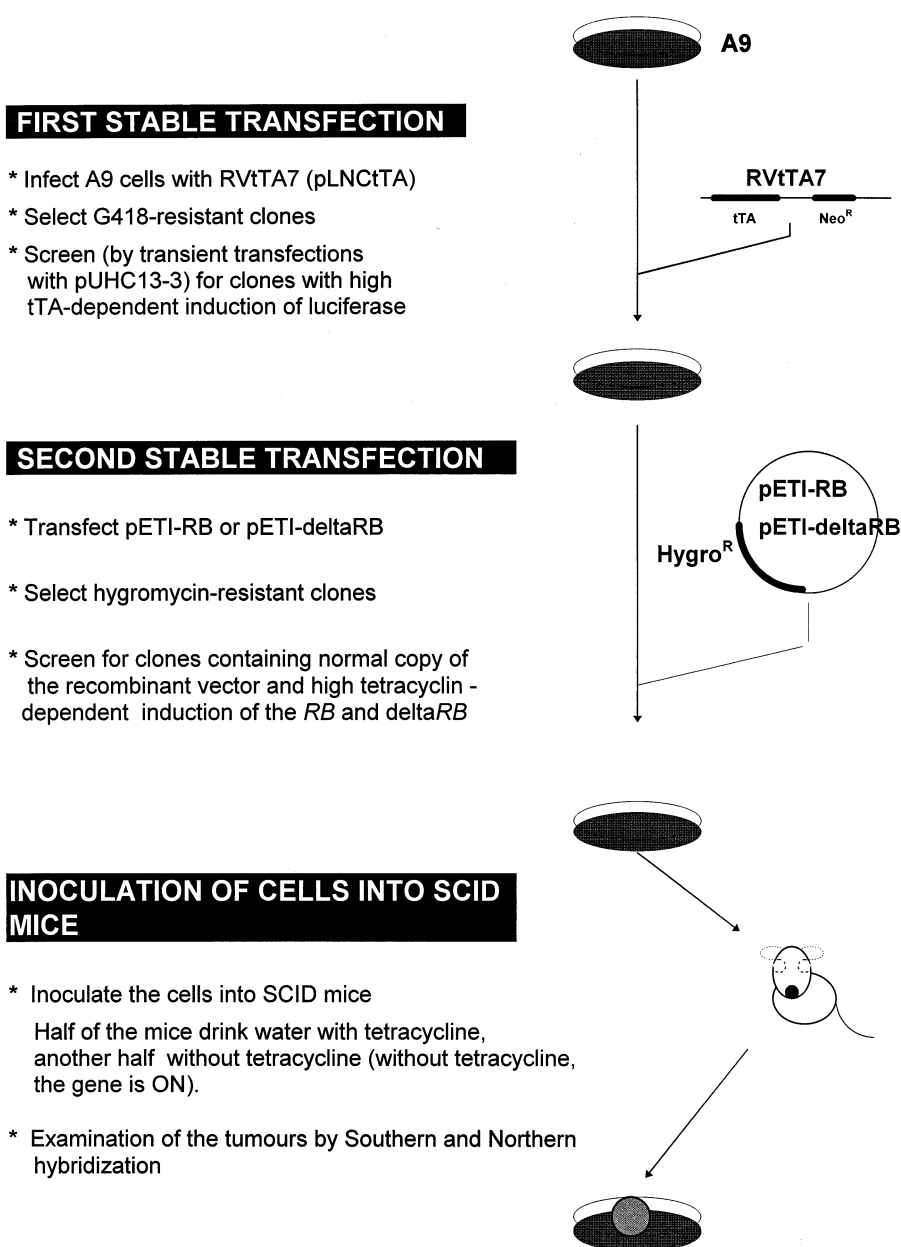 A9
FIRST STABLE TRANSFECTION
* Infect A9 cells with RVtTA7 (pLNCtTA)
* Select G418-resistant clones
* Screen (by transient transfections
with pUHC13-3) for clones with high
tTA-dependent induction of luciferase
RVtTA7
tTA NeoR
SECOND STABLE TRANSFECTION
* Transfect pETI-RB or pETI-deltaRB
* Select hygromycin-resistant clones
* Screen for clones containing normal copy of
the recombinant vector and high tetracyclin -
dependent induction of the RB and deltaRB
pETI-RB
pETI-deltaRB
HygroR
INOCULATION OF CELLS INTO SCID
MICE
* Inoculate the cells into SCID mice
Half of the mice drink water with tetracycline,
another half without tetracycline (without tetracycline,
the gene is ON).
* Examination of the tumours by Southern and Northern
hybridization